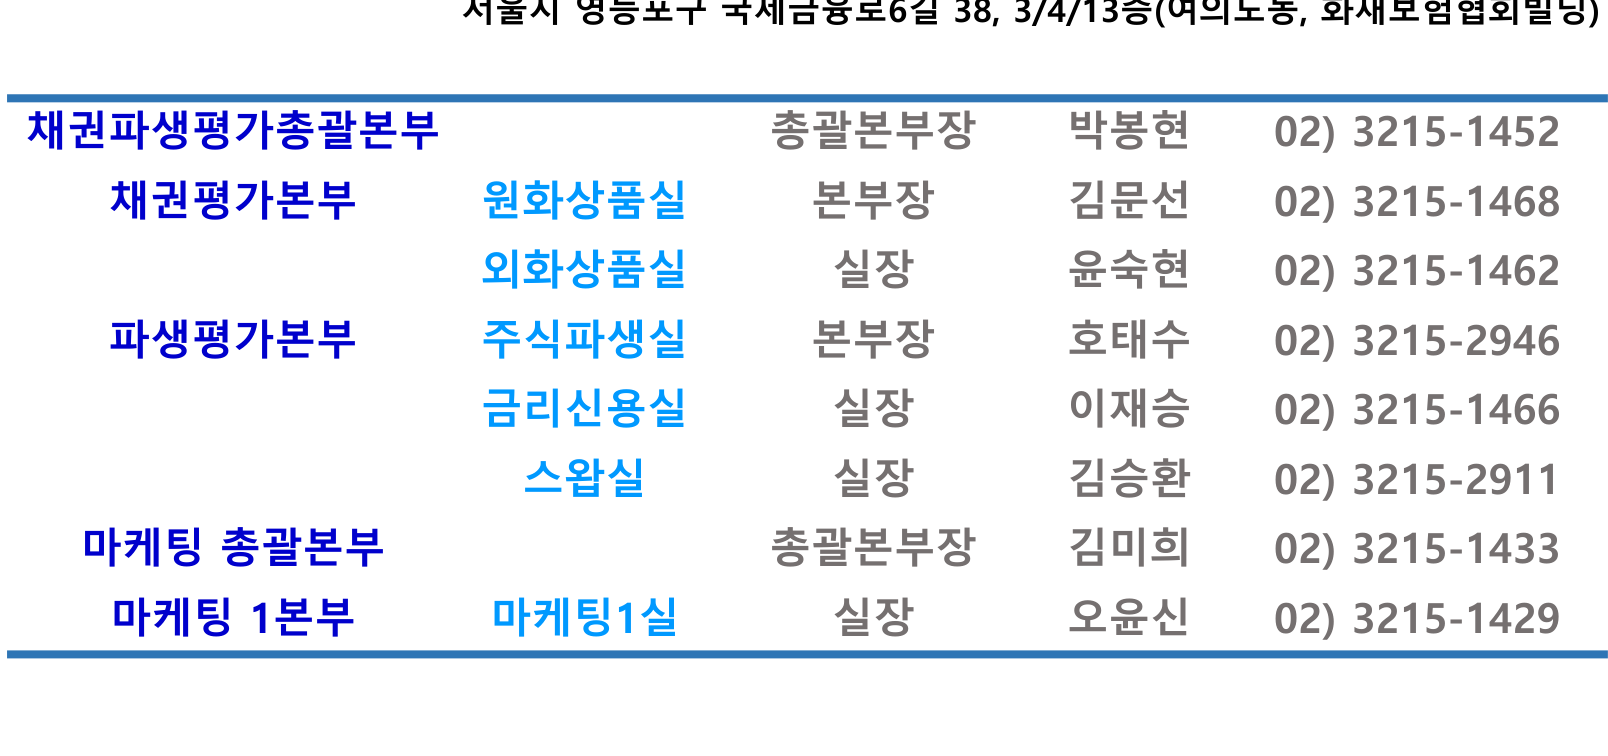 서울시 영등포구 국제금융로6길 38, 3/4/13층(여의도동, 화재보험협회빌딩)
채권파생평가총괄본부 총괄본부장 박봉현 02) 3215-1452
채권평가본부 원화상품실 본부장 김문선 02) 3215-1468
외화상품실 실장 윤숙현 02) 3215-1462
파생평가본부 주식파생실 본부장 호태수 02) 3215-2946
금리신용실 실장 이재승 02) 3215-1466
스왑실 실장 김승환 02) 3215-2911
마케팅 총괄본부 총괄본부장 김미희 02) 3215-1433
마케팅 1본부 마케팅1실 실장 오윤신 02) 3215-1429